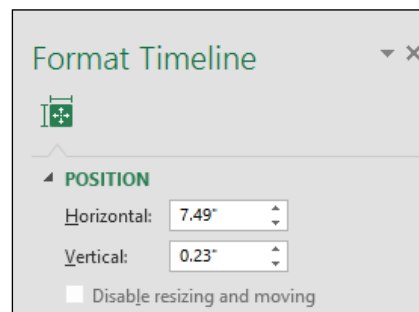 Format Timeline
POSITION
Horizontal: 7.49"
Vertical: 0.23"
Disable resizing and moving